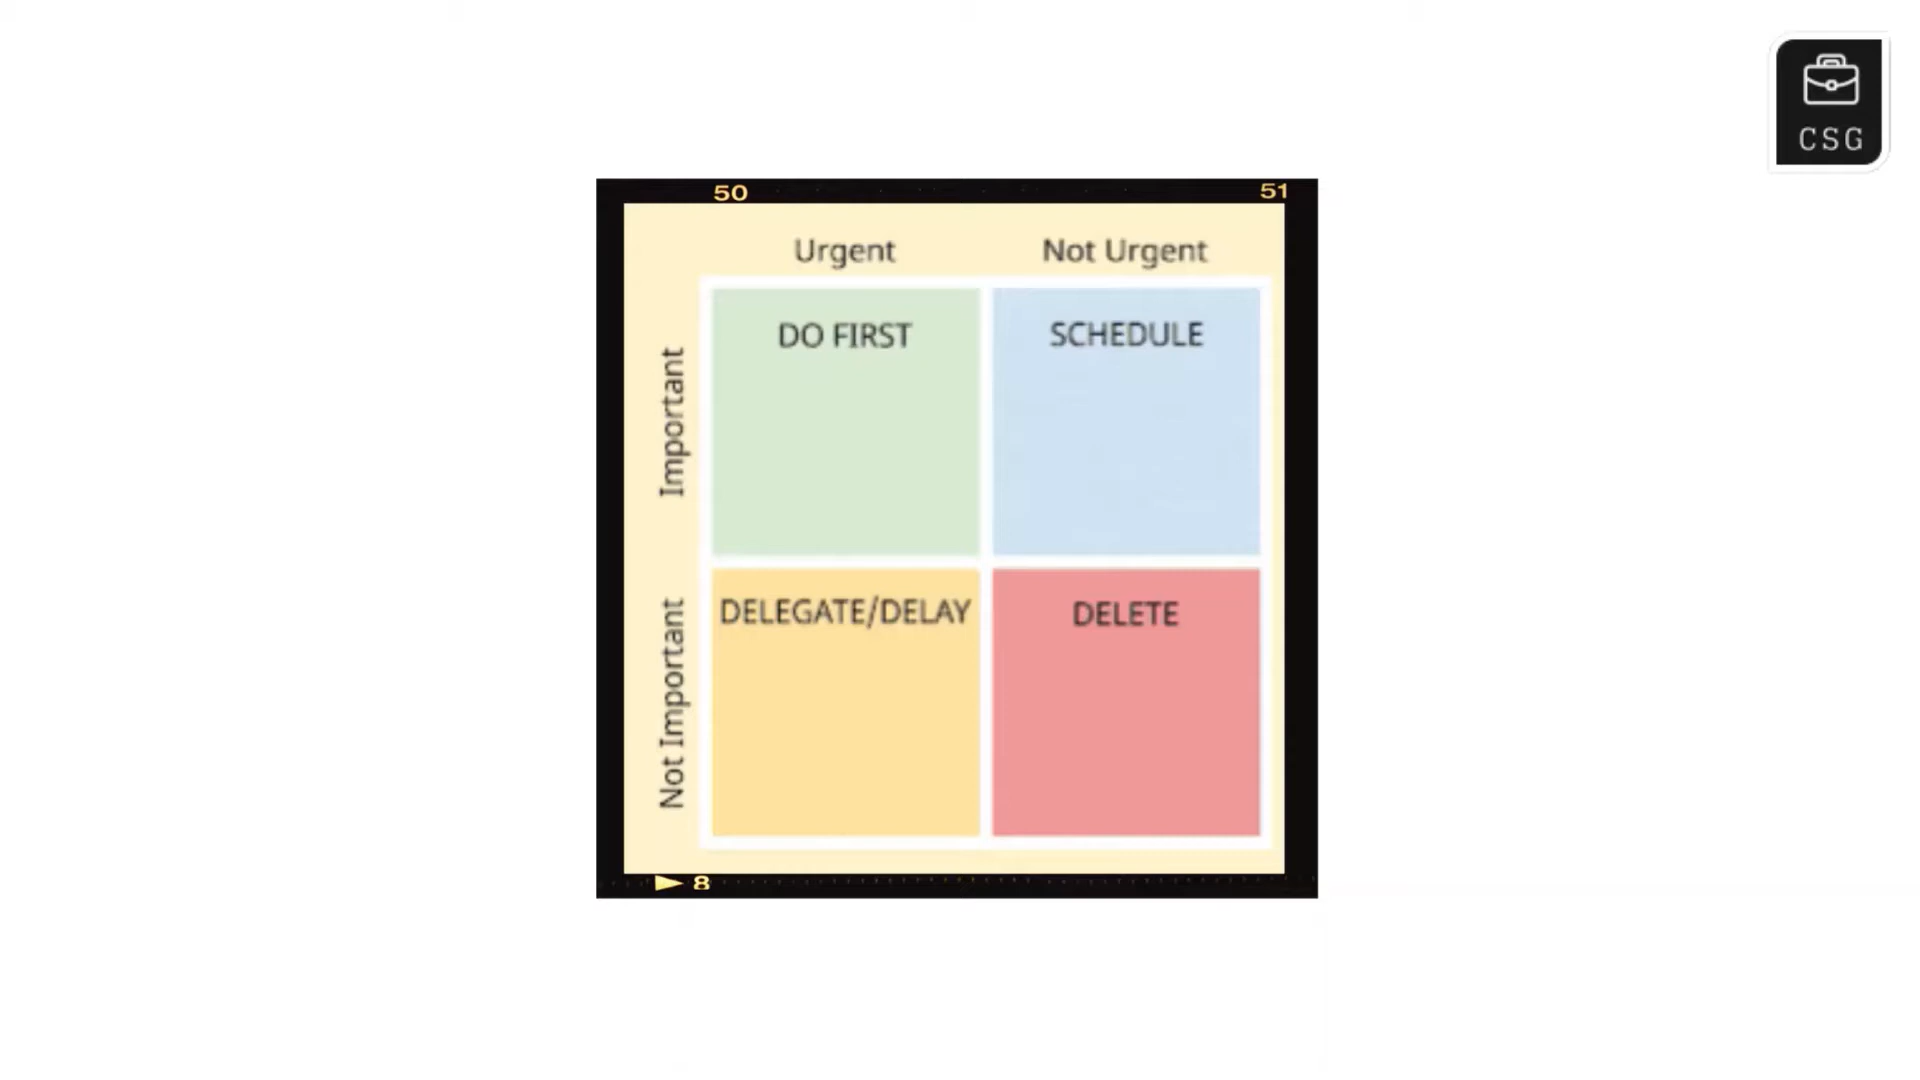 CSG
50 51
Urgent Not Urgent
Important
DO FIRST SCHEDULE
Not Important
DELEGATE/DELAY DELETE
8